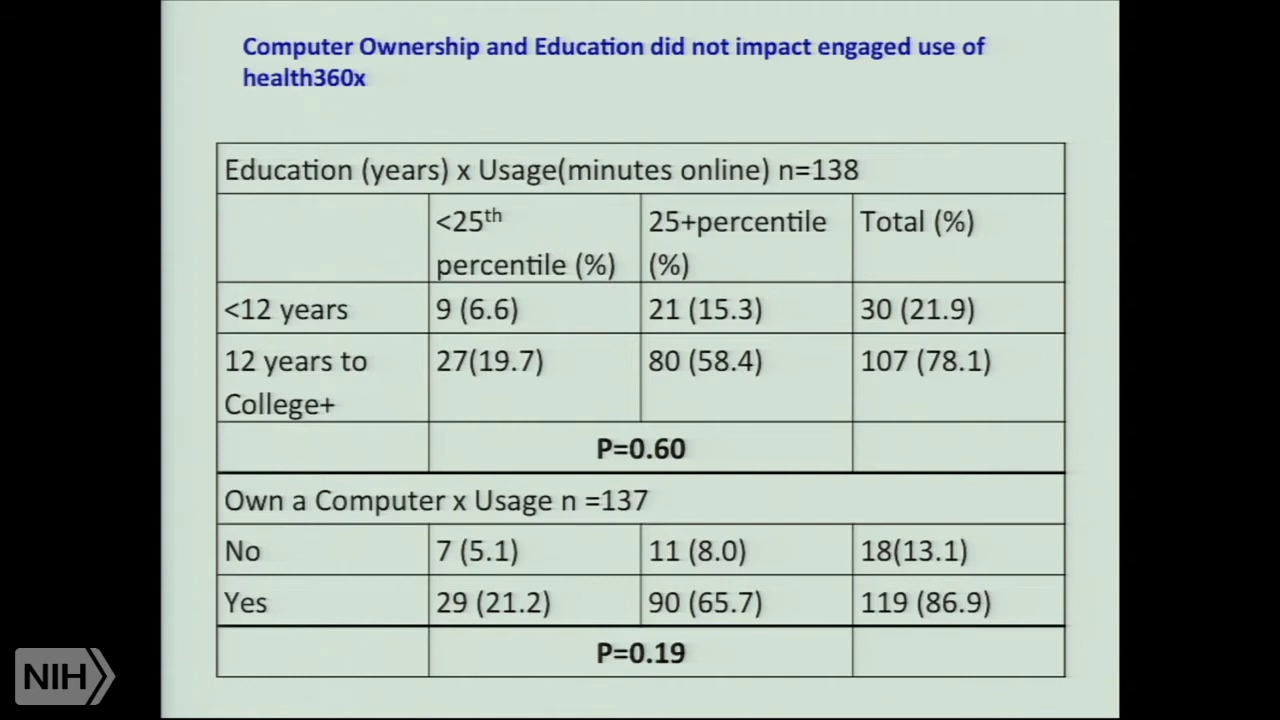 Computer Ownership and Education did not impact engaged use of
health360x
Education (years) x Usage(minutes online) n=138
<25th percentile (%) 25+percentile (%) Total (%)
<12 years 9 (6.6) 21 (15.3) 30 (21.9)
12 years to College+ 27(19.7) 80 (58.4) 107 (78.1)
P=0.60
Own a Computer x Usage n =137
No 7 (5.1) 11 (8.0) 18(13.1)
Yes 29 (21.2) 90 (65.7) 119 (86.9)
P=0.19
NIH